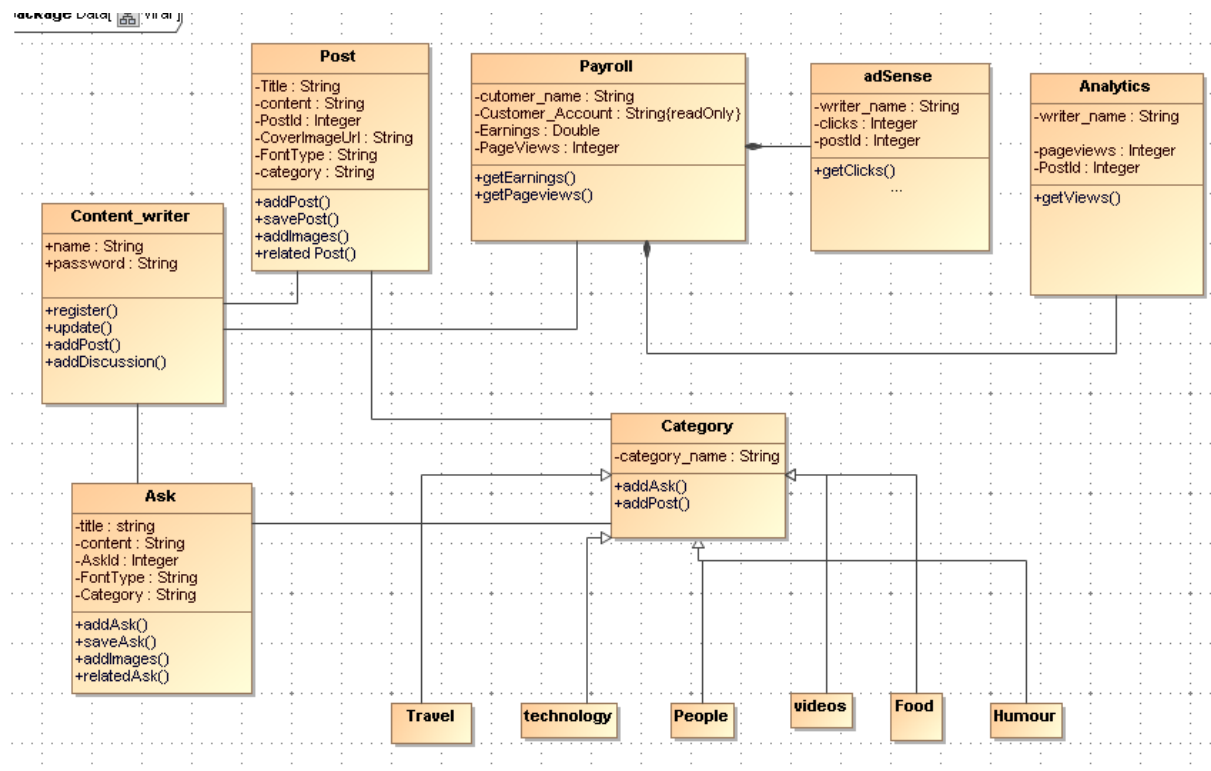 package Data[ viral ]
Post
-Title : String
-content : String
-PostId : Integer
-CoverImageUrl : String
-FontType : String
-category : String
+addPost()
+savePost()
+addImages()
+related Post()
Payroll
-cutomer_name : String
-Customer_Account : String{readOnly}
-Earnings : Double
-PageViews : Integer
+getEarnings()
+getPageviews()
adSense
-writer_name : String
-clicks : Integer
-postId : Integer
+getClicks()
...
Analytics
-writer_name : String
-pageviews : Integer
-PostId : Integer
+getViews()
Content_writer
+name : String
+password : String
+register()
+update()
+addPost()
+addDiscussion()
Category
-category_name : String
+addAsk()
+addPost()
Ask
-title : string
-content : String
-AskId : Integer
-FontType : String
-Category : String
+addAsk()
+saveAsk()
+addImages()
+relatedAsk()
Travel
technology
People
videos
Food
Humour